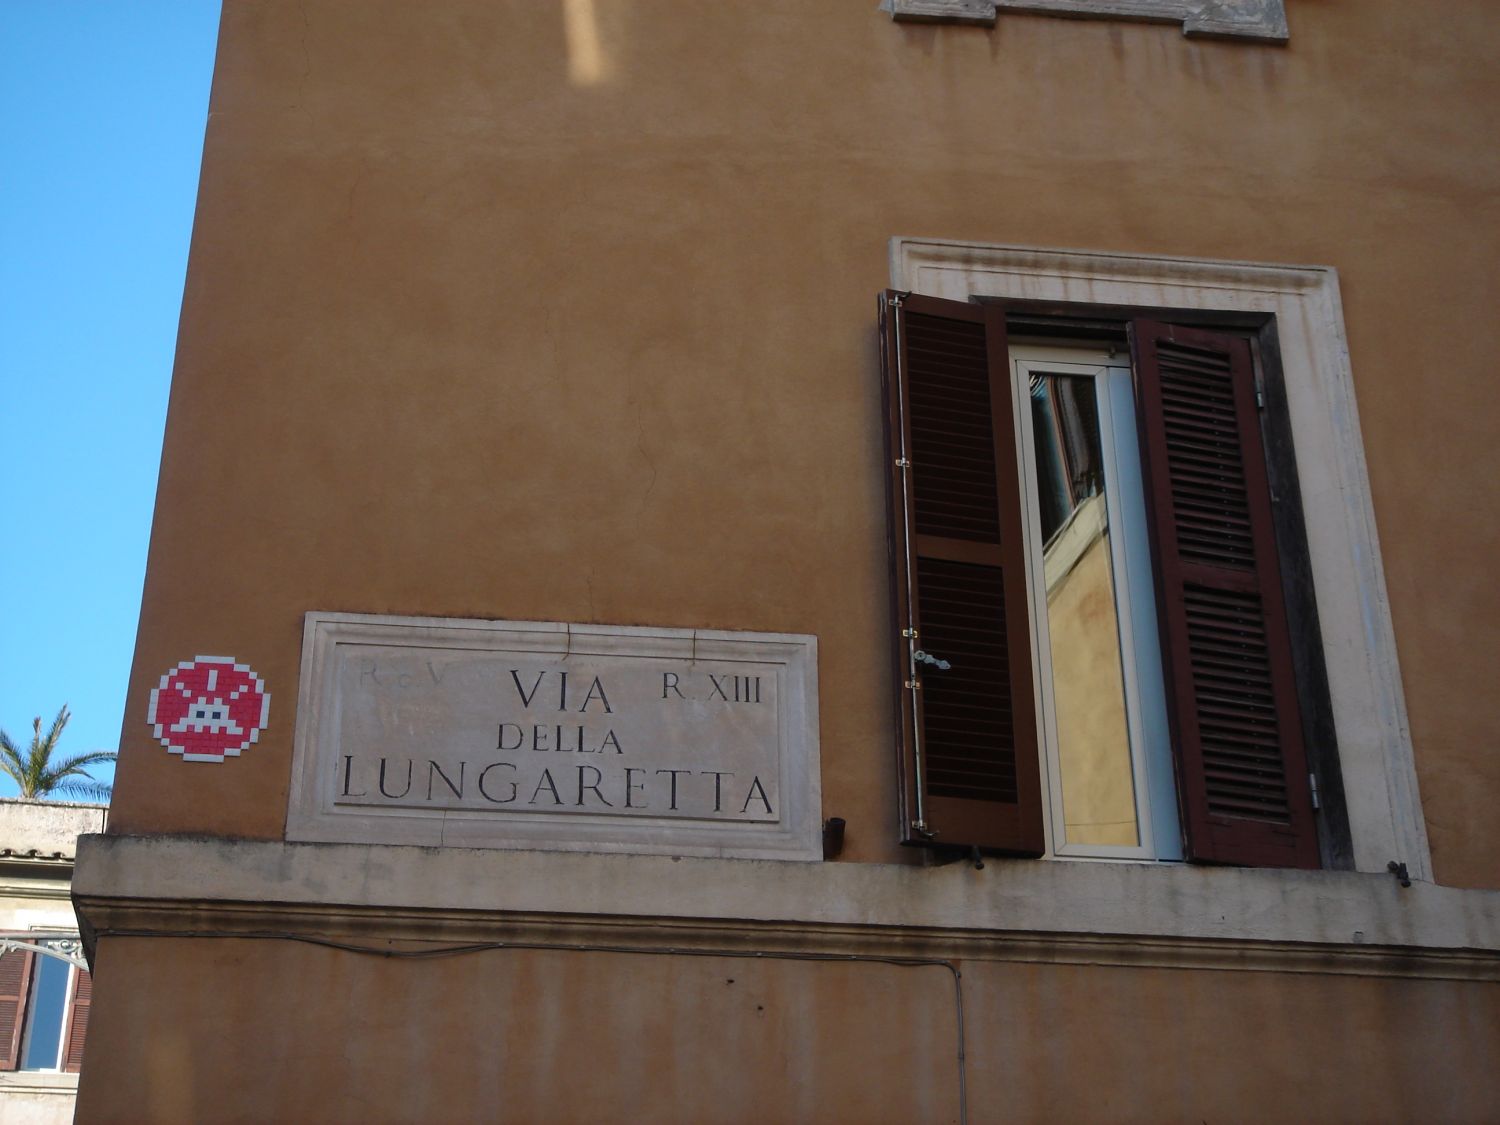 VIA R. XIII
DELLA
LUNGARETTA